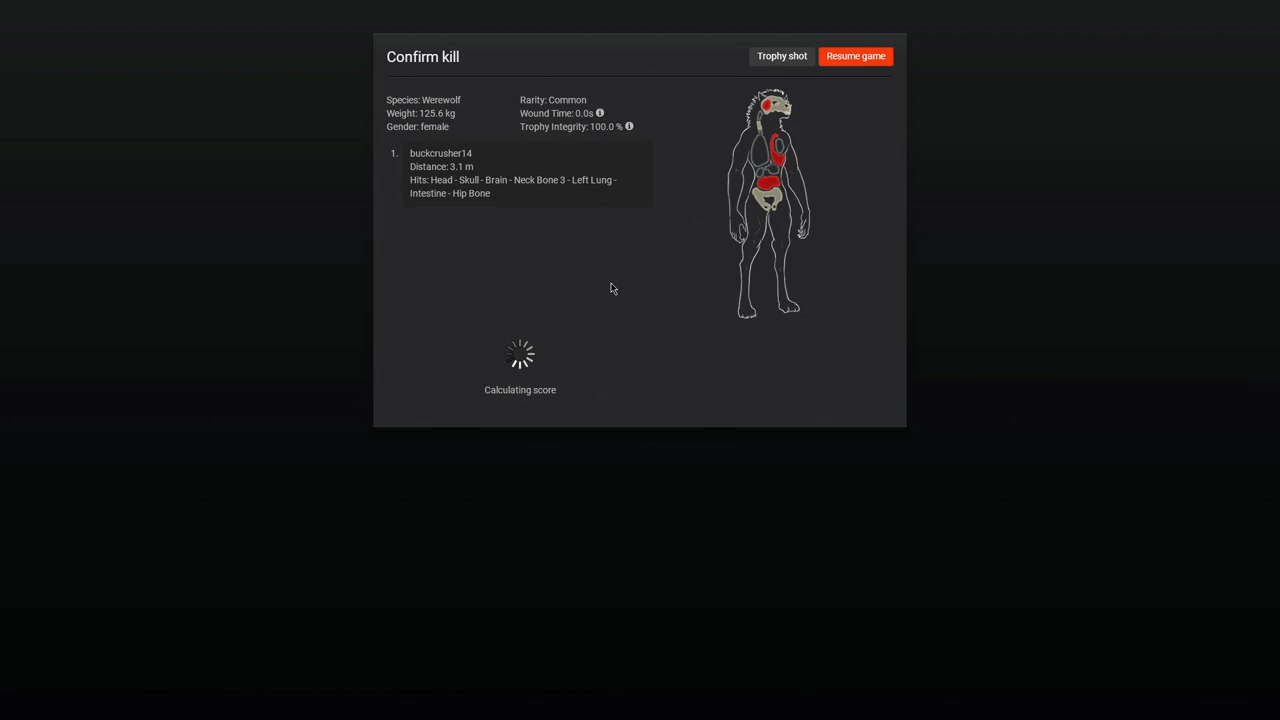 Confirm kill
Trophy shot
Resume game
Species: Werewolf
Rarity: Common
Weight: 125.6 kg
Wound Time: 0.0s
Gender: female
Trophy Integrity: 100.0 %
1. buckcrusher14
Distance: 3.1 m
Hits: Head - Skull - Brain - Neck Bone 3 - Left Lung -
Intestine - Hip Bone
Calculating score